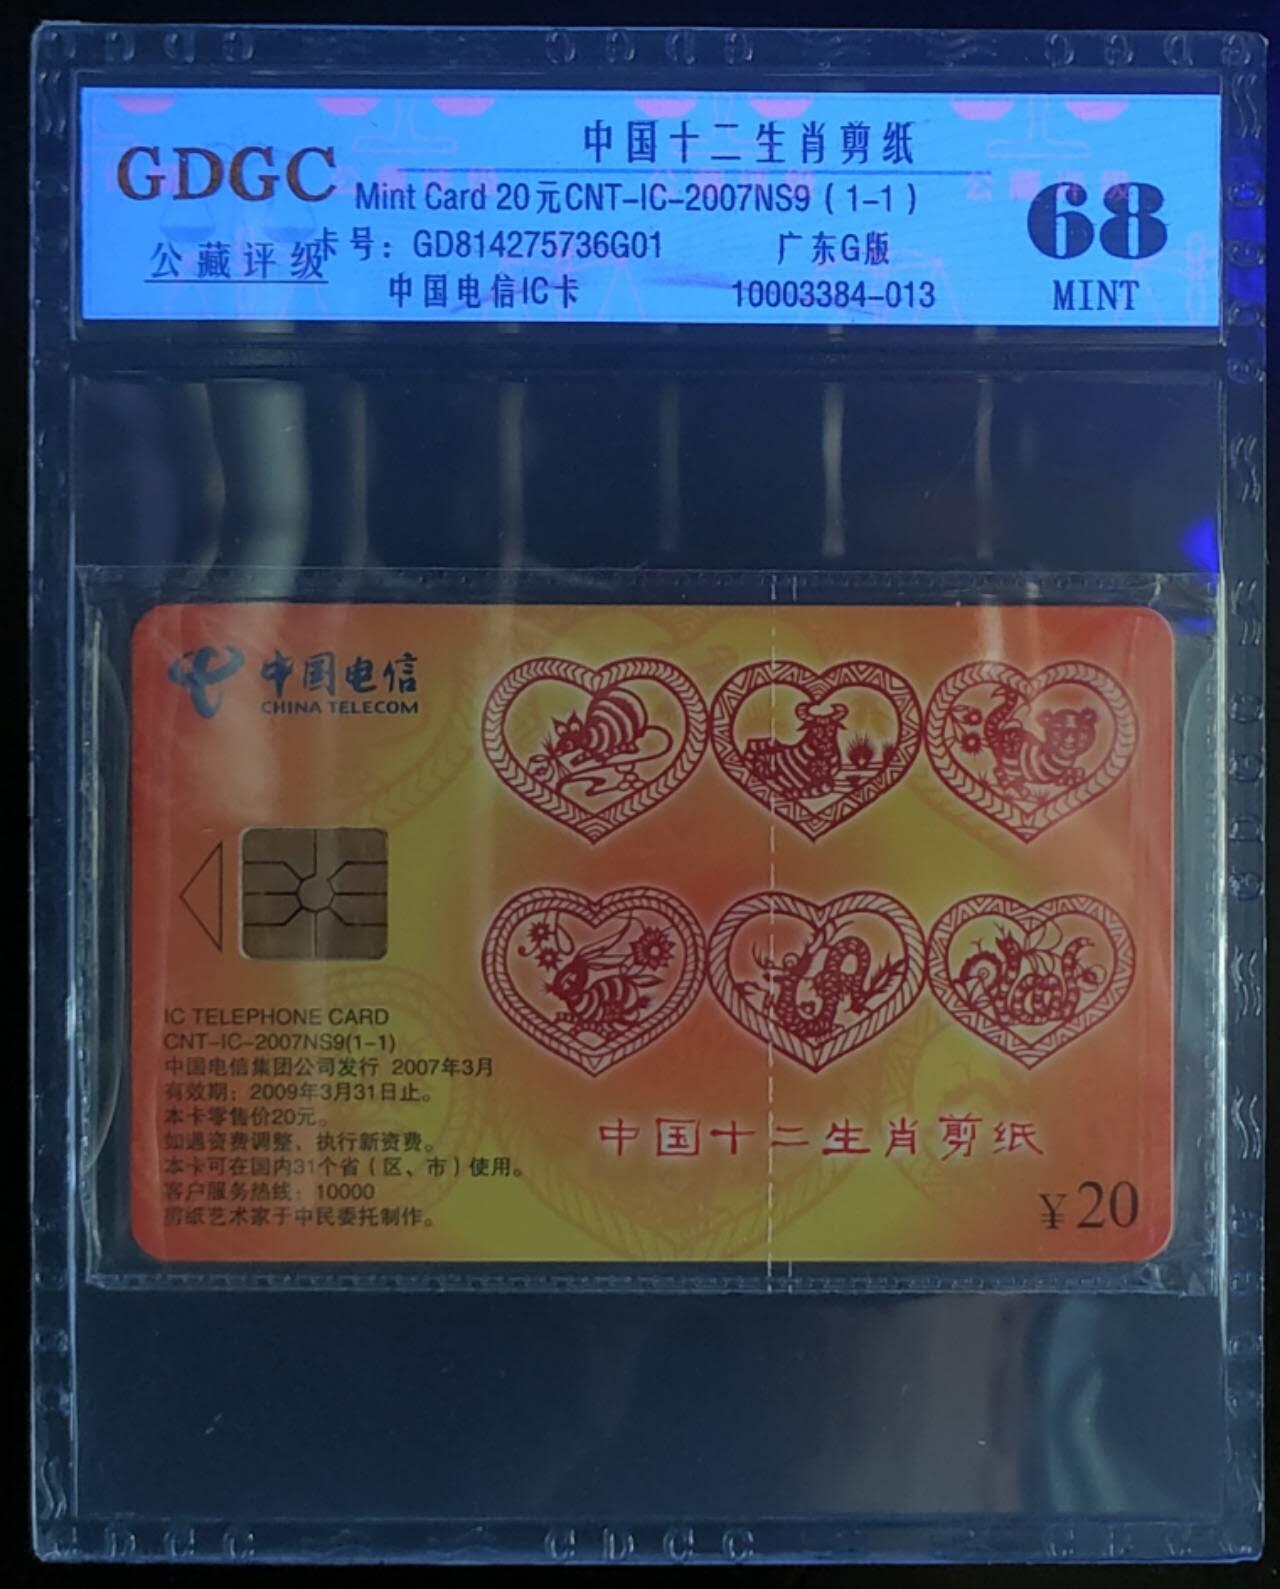 中国十二生肖剪纸
GDGC
Mint Card 20元CNT-IC-2007NS9 (1-1)
68
公藏评级
卡号: GD814275736G01 广东G版
中国电信IC卡 10003384-013
MINT
中国电信
CHINA TELECOM
IC TELEPHONE CARD
CNT-IC-2007NS9(1-1)
中国电信集团公司发行 2007年3月
有效期: 2009年3月31日止。
本卡零售价20元。
如遇资费调整，执行新资费。
本卡可在国内31个省(区、市)使用。
客户服务热线: 10000
剪纸艺术家于中民委托制作。
中国十二生肖剪纸
¥20
GDGC